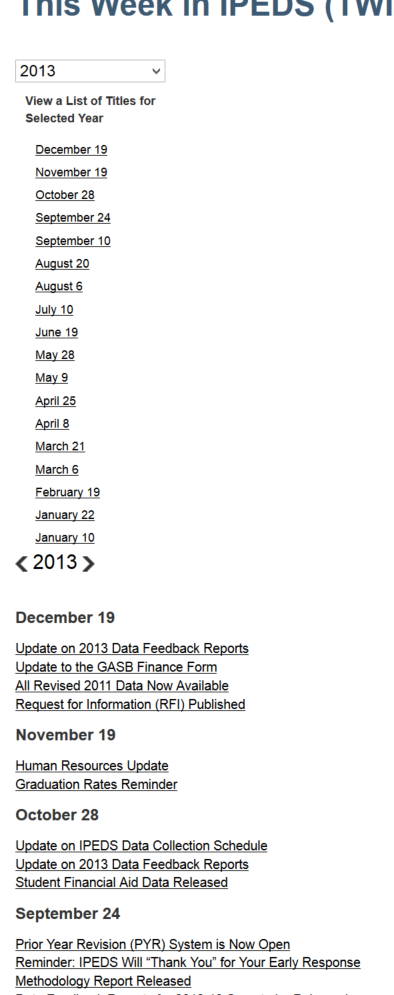 This Week in IPEDS (TWI
2013
View a List of Titles for
Selected Year
December 19
November 19
October 28
September 24
September 10
August 20
August 6
July 10
June 19
May 28
May 9
April 25
April 8
March 21
March 6
February 19
January 22
January 10
2013
December 19
Update on 2013 Data Feedback Reports
Update to the GASB Finance Form
All Revised 2011 Data Now Available
Request for Information (RFI) Published
November 19
Human Resources Update
Graduation Rates Reminder
October 28
Update on IPEDS Data Collection Schedule
Update on 2013 Data Feedback Reports
Student Financial Aid Data Released
September 24
Prior Year Revision (PYR) System is Now Open
Reminder: IPEDS Will “Thank You” for Your Early Response
Methodology Report Released